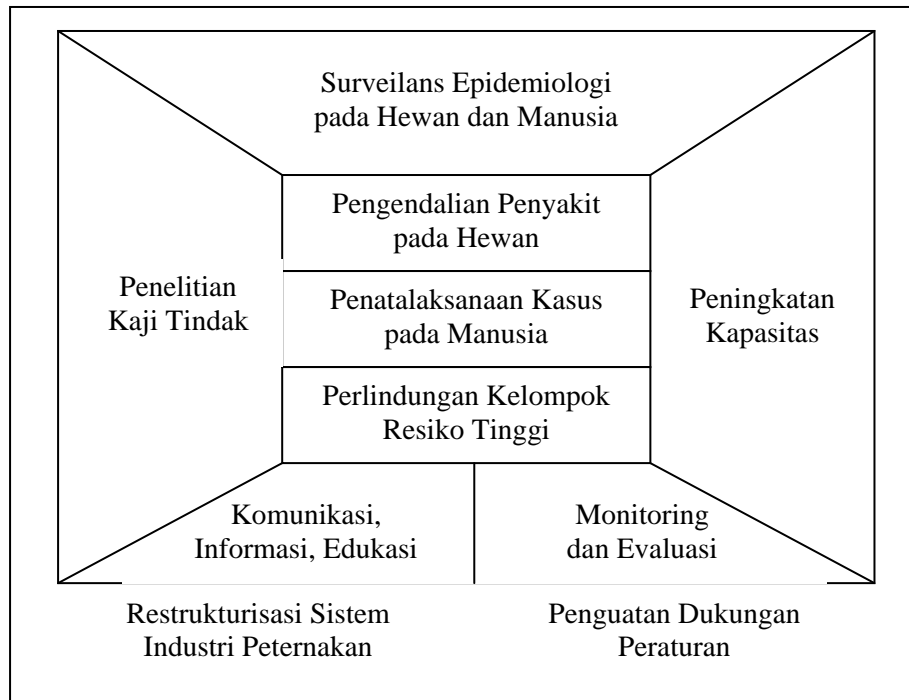 Surveilans Epidemiologi
pada Hewan dan Manusia
Pengendalian Penyakit
pada Hewan
Penelitian
Kaji Tindak
Penatalaksanaan Kasus
pada Manusia
Peningkatan
Kapasitas
Perlindungan Kelompok
Resiko Tinggi
Komunikasi,
Informasi, Edukasi
Monitoring
dan Evaluasi
Restrukturisasi Sistem
Industri Peternakan
Penguatan Dukungan
Peraturan